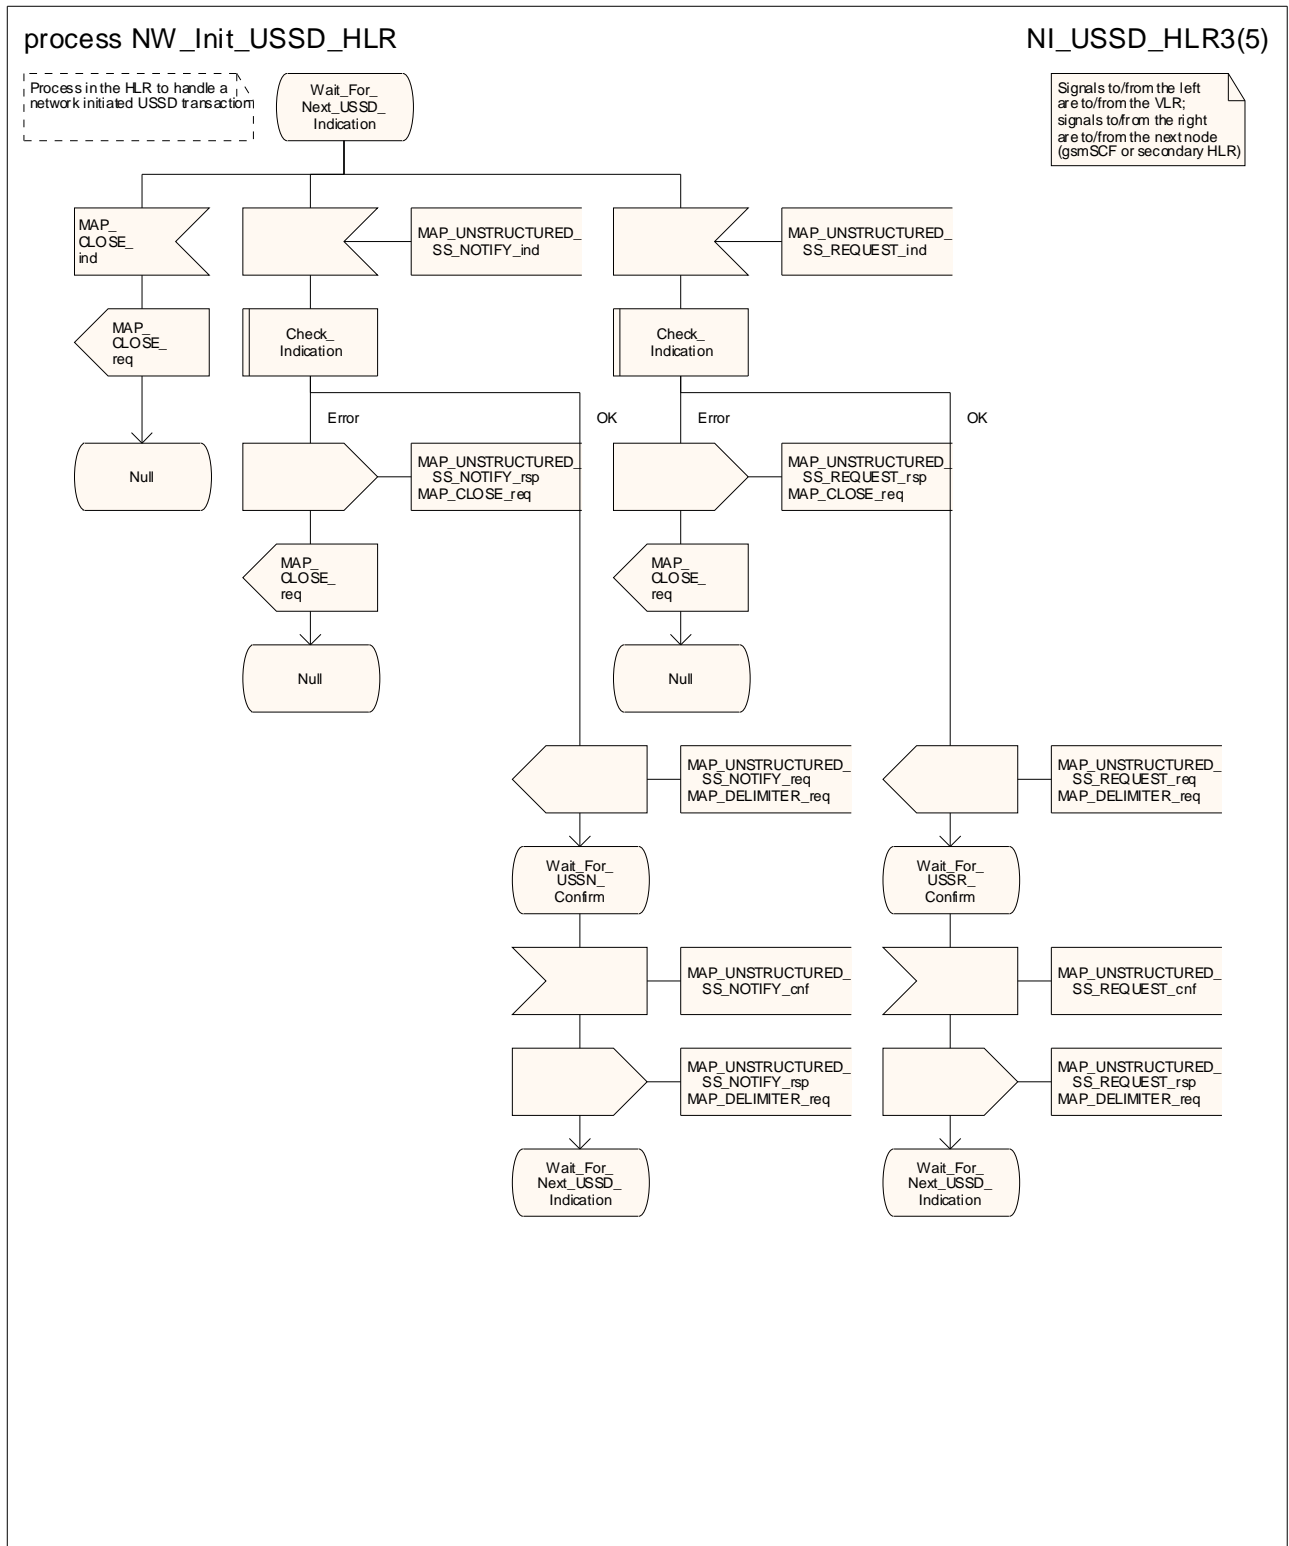 process NW_Init_USSD_HLR
NI_USSD_HLR3(5)
Process in the HLR to handle a
network initiated USSD transaction
Wait_For_
Next_USSD_
Indication
Signals to/from the left
are to/from the VLR;
signals to/from the right
are to/from the next node
(gsmSCF or secondary HLR)
MAP_
CLOSE_
ind
MAP_UNSTRUCTURED_
SS_NOTIFY_ind
MAP_UNSTRUCTURED_
SS_REQUEST_ind
MAP_
CLOSE_
req
Check_
Indication
Check_
Indication
Error
OK
Error
OK
Null
MAP_UNSTRUCTURED_
SS_NOTIFY_rsp
MAP_CLOSE_req
MAP_UNSTRUCTURED_
SS_REQUEST_rsp
MAP_CLOSE_req
MAP_
CLOSE_
req
MAP_
CLOSE_
req
Null
Null
MAP_UNSTRUCTURED_
SS_NOTIFY_req
MAP_DELIMITER_req
MAP_UNSTRUCTURED_
SS_REQUEST_req
MAP_DELIMITER_req
Wait_For_
USSN_
Confirm
Wait_For_
USSR_
Confirm
MAP_UNSTRUCTURED_
SS_NOTIFY_cnf
MAP_UNSTRUCTURED_
SS_REQUEST_cnf
MAP_UNSTRUCTURED_
SS_NOTIFY_rsp
MAP_DELIMITER_req
MAP_UNSTRUCTURED_
SS_REQUEST_rsp
MAP_DELIMITER_req
Wait_For_
Next_USSD_
Indication
Wait_For_
Next_USSD_
Indication